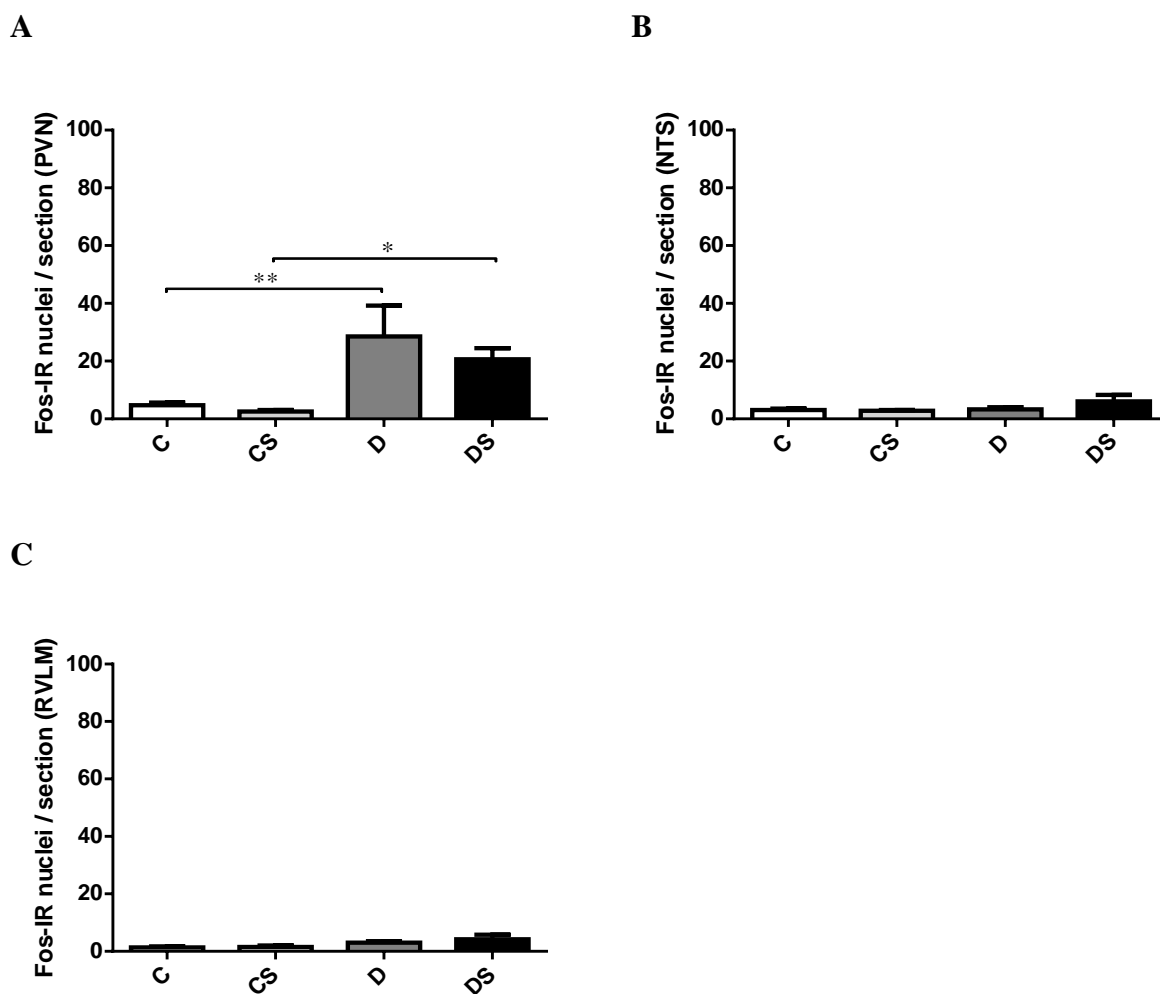 A
Fos-IR nuclei / section (PVN)
100
80
60
40
20
0
*
**
C
CS
D
DS
B
Fos-IR nuclei / section (NTS)
100
80
60
40
20
0
C
CS
D
DS
C
Fos-IR nuclei / section (RVLM)
100
80
60
40
20
0
C
CS
D
DS